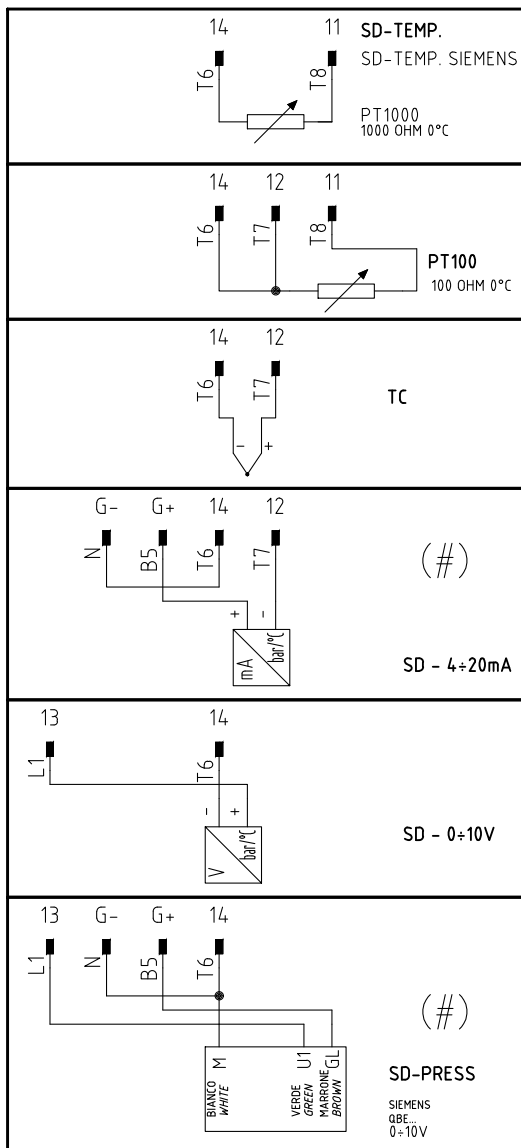 14 11 SD-TEMP.
SD-TEMP. SIEMENS
T6 T8
PT1000
1000 OHM 0°C
14 12 11
T6 T7 T8
PT100
100 OHM 0°C
14 12
T6 T7
TC
- +
G- G+ 14 12
N B5 T6 T7
(#)
+ -
mA bar/°C
SD - 4÷20mA
13 14
L1 T6
- +
V bar/°C
SD - 0÷10V
13 G- G+ 14
L1 N B5 T6
(#)
M U1 GL
BIANCO VERDE MARRONE
WHITE GREEN BROWN
SD-PRESS
SIEMENS
QBE...
0÷10V